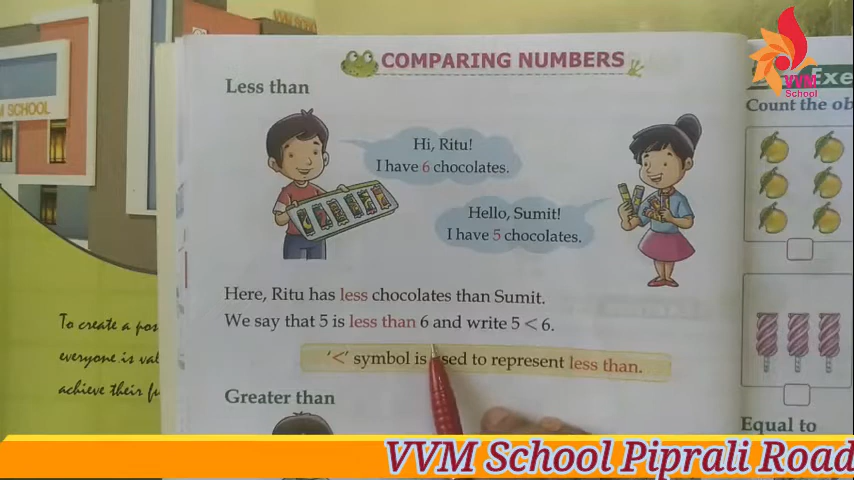 M SCHOOL
To create a pos
everyone is val
achieve their fu
COMPARING NUMBERS
Less than
Hi, Ritu!
I have 6 chocolates.
Hello, Sumit!
I have 5 chocolates.
Here, Ritu has less chocolates than Sumit.
We say that 5 is less than 6 and write 5 < 6.
'<' symbol is used to represent less than.
Greater than
VVM
School
Exe
Count the ob
Equal to
VVM School Piprali Road